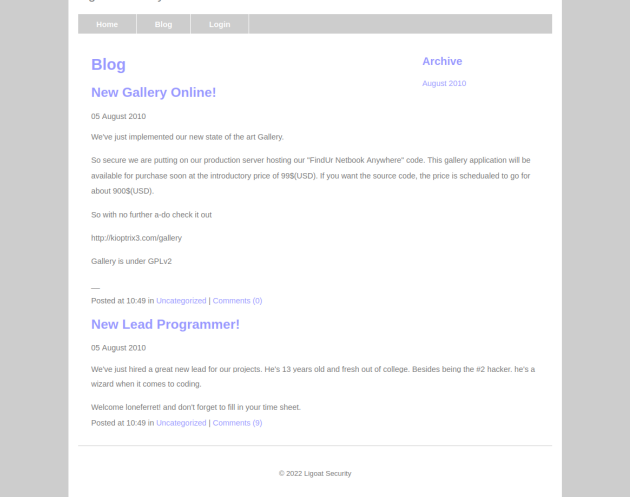 Home
Blog
Login
Blog
New Gallery Online!
05 August 2010
We've just implemented our new state of the art Gallery.
So secure we are putting on our production server hosting our "FindUr Netbook Anywhere" code. This gallery application will be
available for purchase soon at the introductory price of 99$(USD). If you want the source code, the price is schedualed to go for
about 900$(USD).
So with no further a-do check it out
http://kioptrix3.com/gallery
Gallery is under GPLv2
__
Posted at 10:49 in Uncategorized | Comments (0)
New Lead Programmer!
05 August 2010
We've just hired a great new lead for our projects. He's 13 years old and fresh out of college. Besides being the #2 hacker. he's a
wizard when it comes to coding.
Welcome loneferret! and don't forget to fill in your time sheet.
Posted at 10:49 in Uncategorized | Comments (9)
Archive
August 2010
© 2022 Ligoat Security